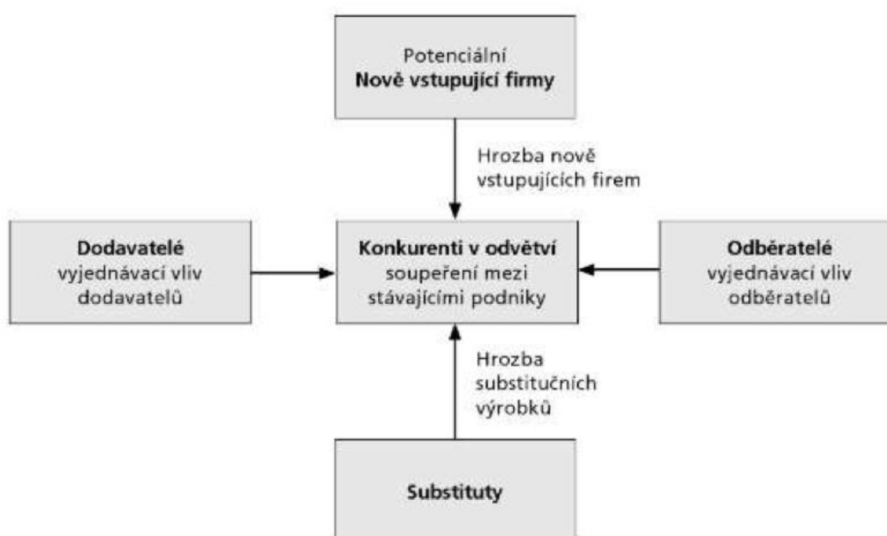 Potenciální
Nově vstupující firmy
Hrozba nově
vstupujících firem
Dodavatelé
vyjednávací vliv
dodavatelů
Konkurenti v odvětví
soupeření mezi
stávajícími podniky
Odběratelé
vyjednávací vliv
odběratelů
Hrozba
substitučních
výrobků
Substituty